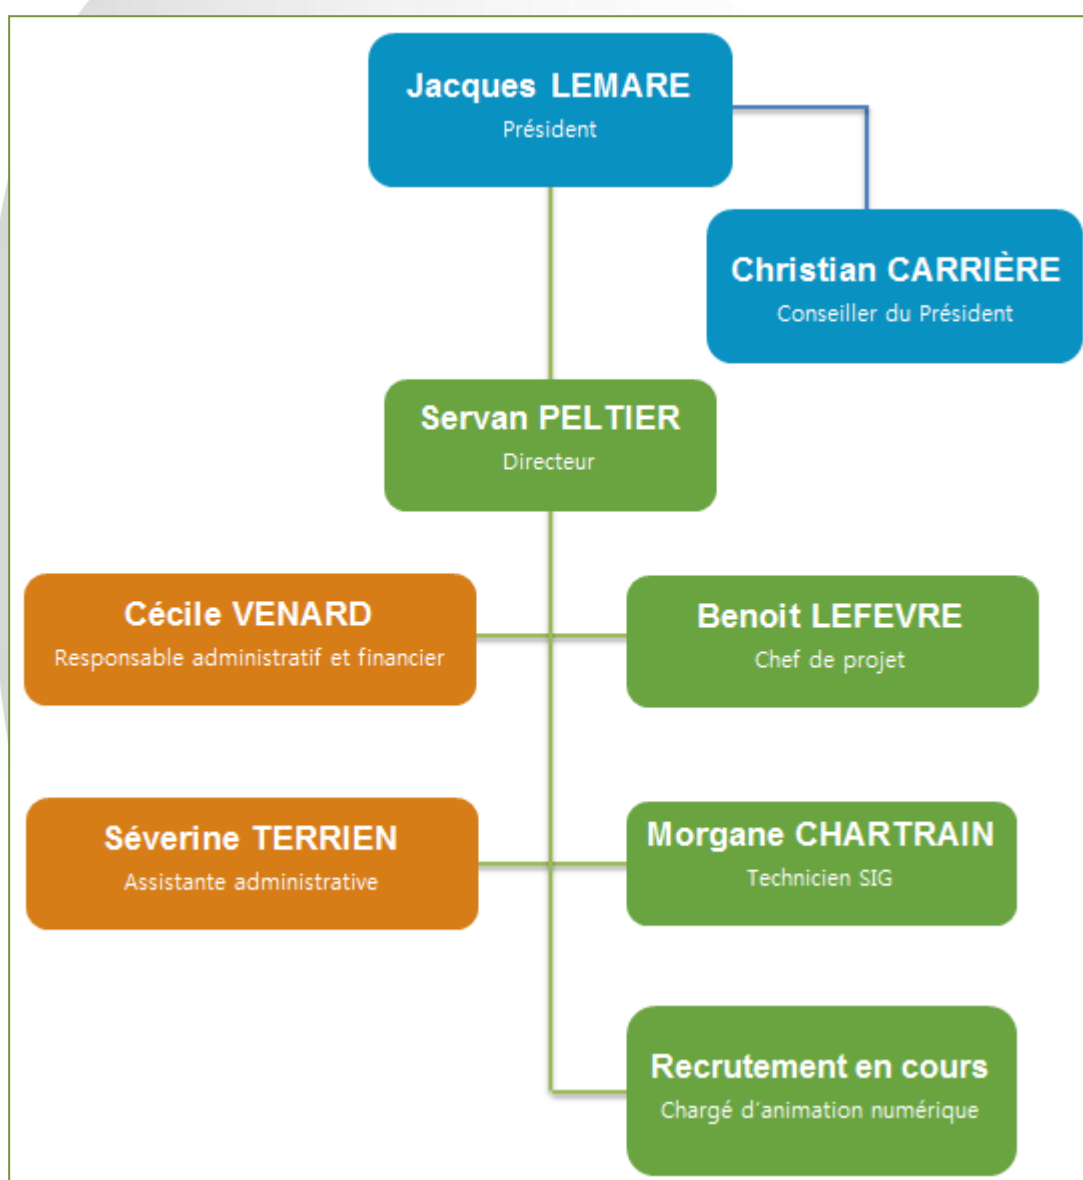 Jacques LEMARE
Président
Christian CARRIÈRE
Conseiller du Président
Servan PELTIER
Directeur
Cécile VENARD
Responsable administratif et financier
Benoit LEFEVRE
Chef de projet
Séverine TERRIEN
Assistante administrative
Morgane CHARTRAIN
Technicien SIG
Recrutement en cours
Chargé d'animation numérique